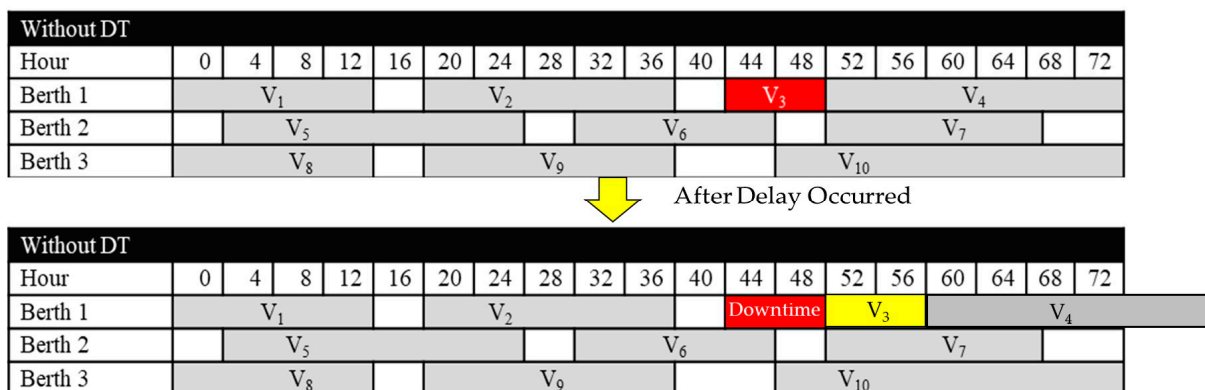 Without DT
Hour 0 4 8 12 16 20 24 28 32 36 40 44 48 52 56 60 64 68 72
Berth 1 V₁ V₂ V₃ V₄
Berth 2 V₅ V₆ V₇
Berth 3 V₈ V₉ V₁₀
After Delay Occurred
Without DT
Hour 0 4 8 12 16 20 24 28 32 36 40 44 48 52 56 60 64 68 72
Berth 1 V₁ V₂ Downtime V₃ V₄
Berth 2 V₅ V₆ V₇
Berth 3 V₈ V₉ V₁₀